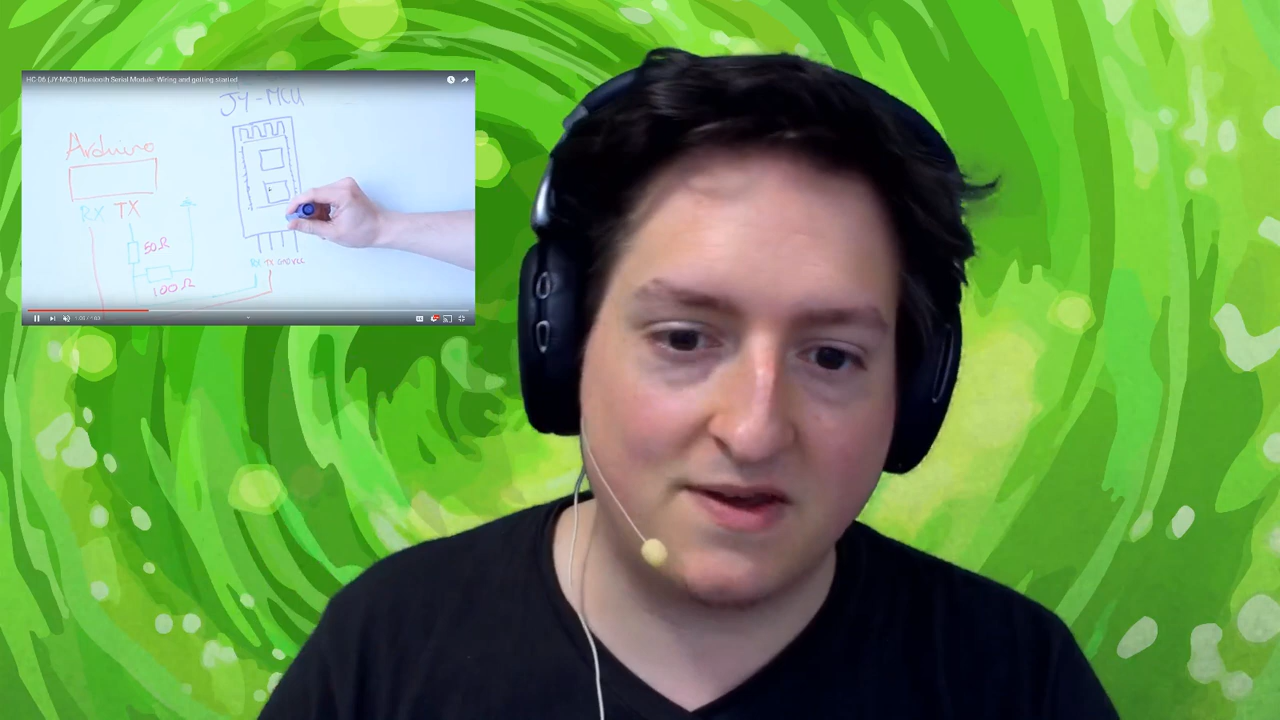 HC-06 (JY-MCU) Bluetooth Serial Module: Wiring and getting started
JY-MCU
Arduino
RX TX
50Ω
RX TX GND VCC
100Ω